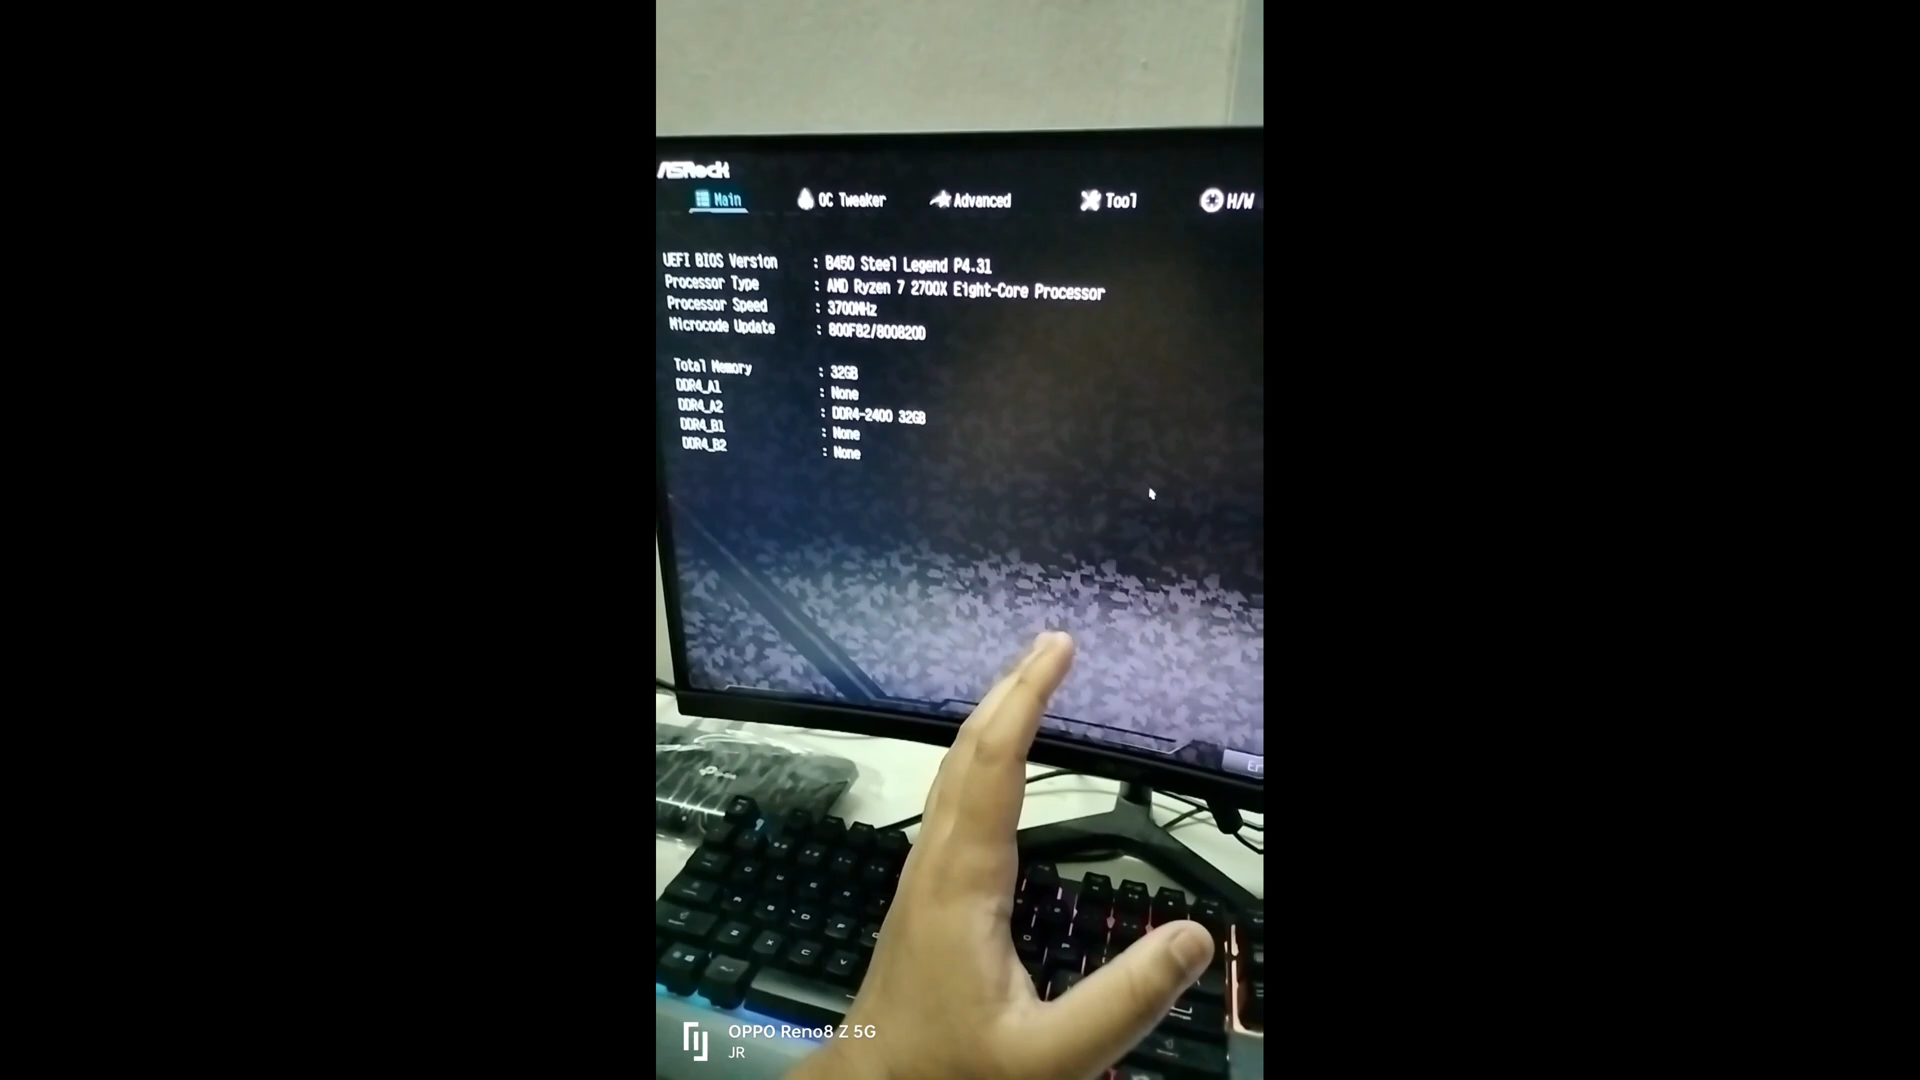 ASRock
Main OC Tweaker Advanced Tool H/W
UEFI BIOS Version : B450 Steel Legend P4.31
Processor Type : AMD Ryzen 7 2700X Eight-Core Processor
Processor Speed : 3700MHz
Microcode Update : 800F82/800820D
Total Memory : 32GB
DDR4_A1 : None
DDR4_A2 : DDR4-2400 32GB
DDR4_B1 : None
DDR4_B2 : None
OPPO Reno8 Z 5G
JR